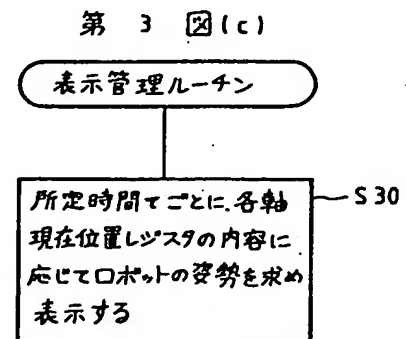 第 3 図(c)
表示管理ルーチン
所定時間τごとに、各軸
現在位置レジスタの内容に
応じてロボットの姿勢を求め
表示する
S30